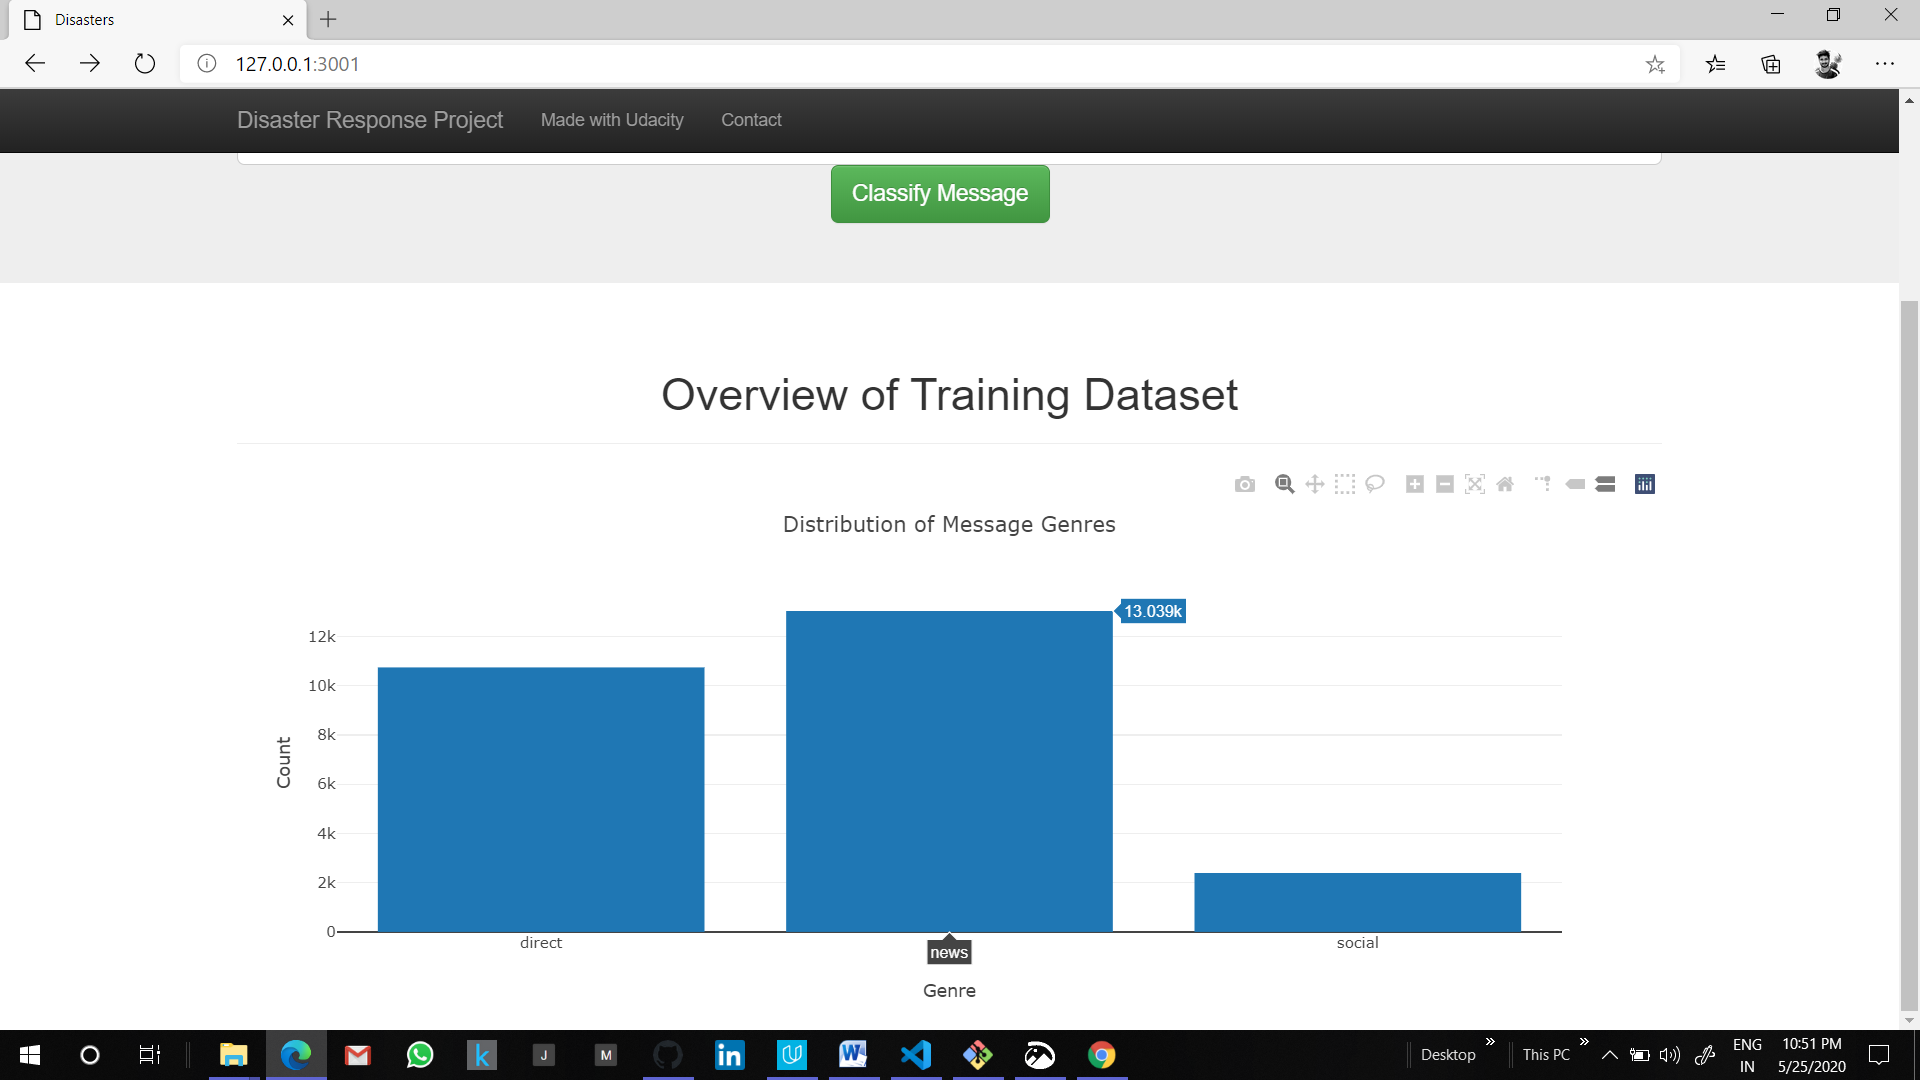 Disasters
127.0.0.1:3001
Disaster Response Project Made with Udacity Contact
Classify Message
Overview of Training Dataset
Distribution of Message Genres
13.039k
12k
10k
8k
6k
4k
2k
0
Count
direct
news
social
Genre
k
J
M
in
U
W
Desktop
This PC
ENG
IN
10:51 PM
5/25/2020